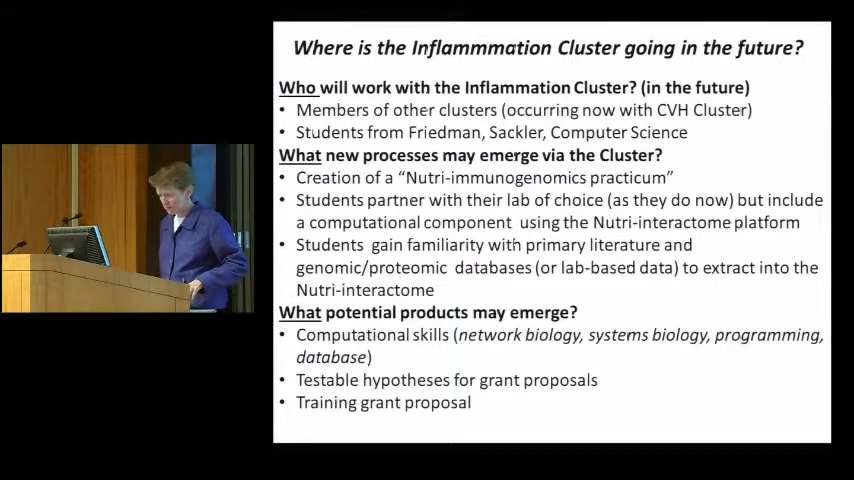 Where is the Inflammmation Cluster going in the future?
Who will work with the Inflammation Cluster? (in the future)
• Members of other clusters (occurring now with CVH Cluster)
• Students from Friedman, Sackler, Computer Science
What new processes may emerge via the Cluster?
• Creation of a “Nutri-immunogenomics practicum”
• Students partner with their lab of choice (as they do now) but include
a computational component using the Nutri-interactome platform
• Students gain familiarity with primary literature and
genomic/proteomic databases (or lab-based data) to extract into the
Nutri-interactome
What potential products may emerge?
• Computational skills (network biology, systems biology, programming,
database)
• Testable hypotheses for grant proposals
• Training grant proposal